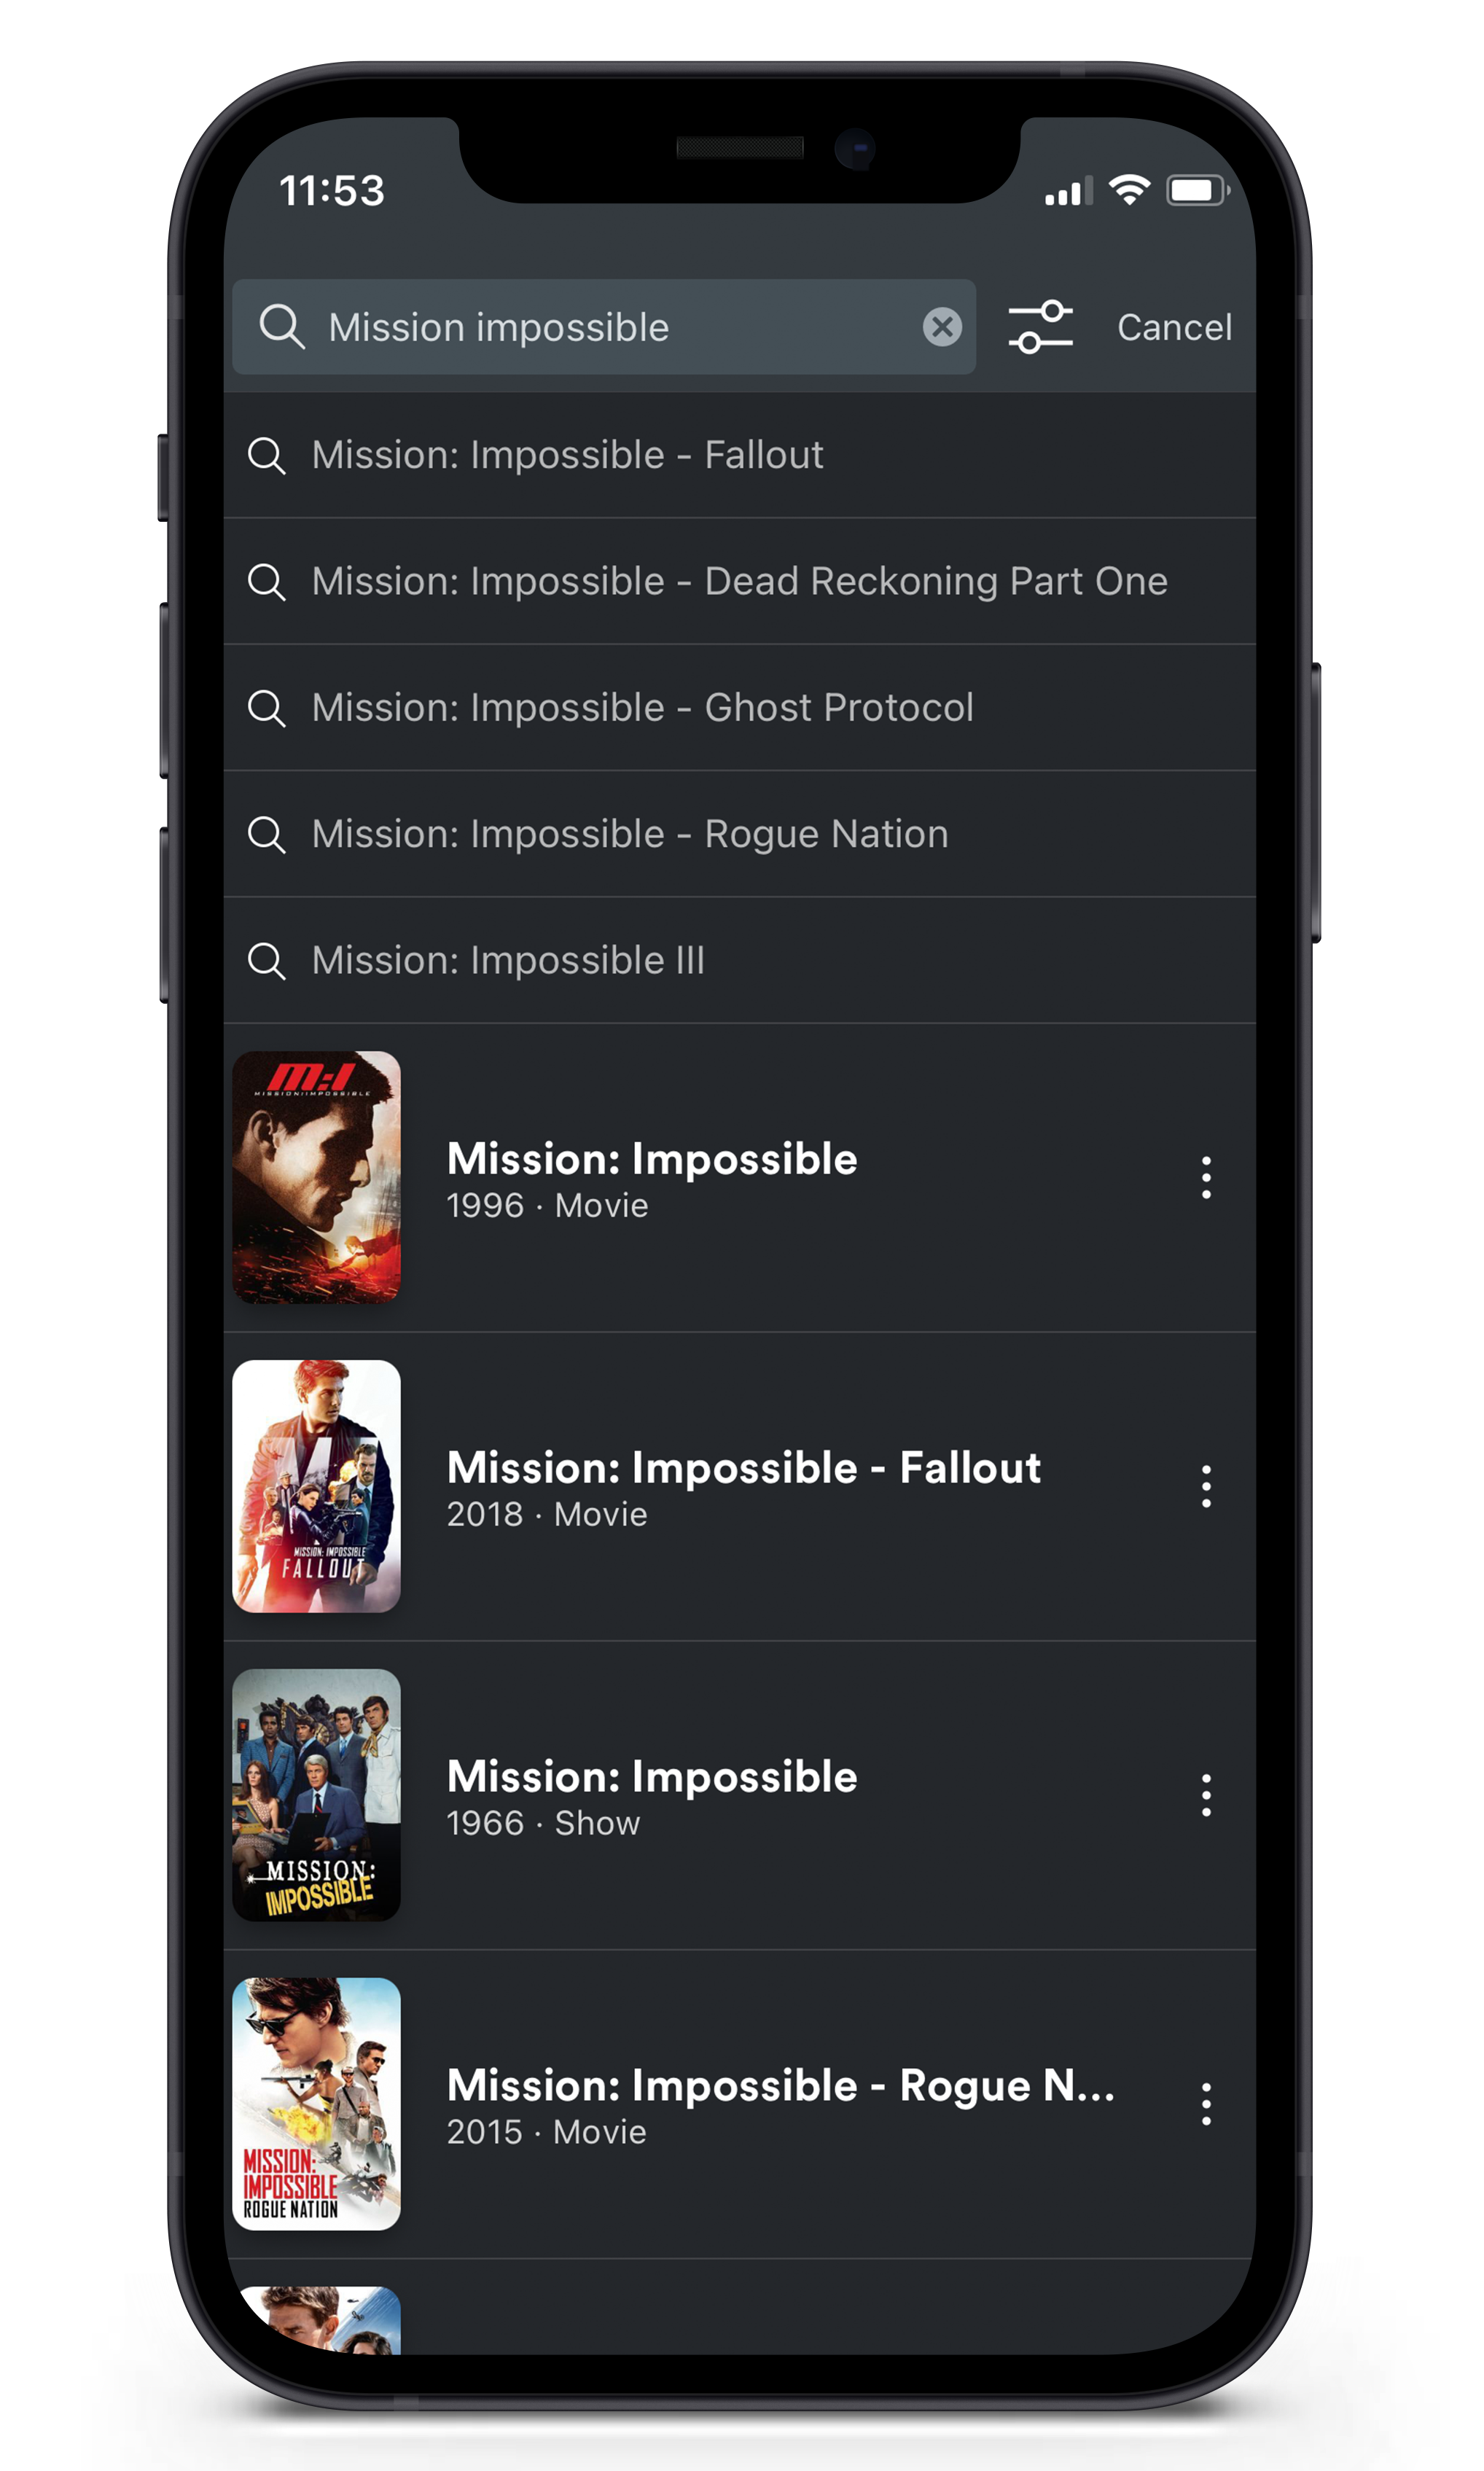 11:53
Mission impossible
Cancel
Mission: Impossible - Fallout
Mission: Impossible - Dead Reckoning Part One
Mission: Impossible - Ghost Protocol
Mission: Impossible - Rogue Nation
Mission: Impossible III
M:I
MISSION: IMPOSSIBLE
Mission: Impossible
1996 · Movie
MISSION: IMPOSSIBLE
FALLOUT
Mission: Impossible - Fallout
2018 · Movie
MISSION:
IMPOSSIBLE
Mission: Impossible
1966 · Show
MISSION:
IMPOSSIBLE
ROGUE NATION
Mission: Impossible - Rogue N...
2015 · Movie